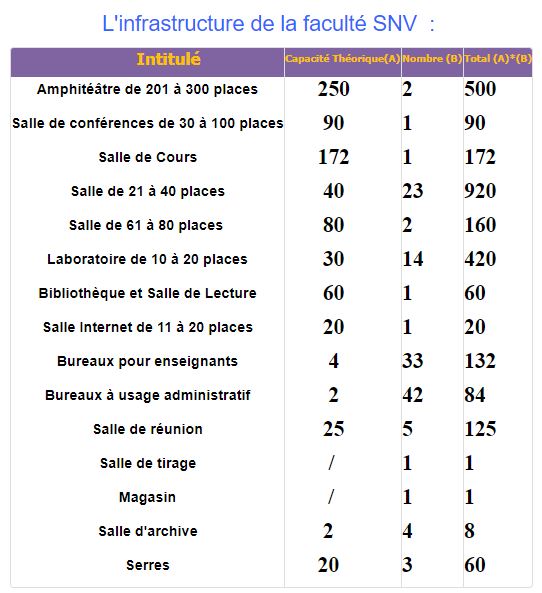 L'infrastructure de la faculté SNV :
Intitulé Capacité Théorique(A) Nombre (B) Total (A)*(B)
Amphitéâtre de 201 à 300 places 250 2 500
Salle de conférences de 30 à 100 places 90 1 90
Salle de Cours 172 1 172
Salle de 21 à 40 places 40 23 920
Salle de 61 à 80 places 80 2 160
Laboratoire de 10 à 20 places 30 14 420
Bibliothèque et Salle de Lecture 60 1 60
Salle Internet de 11 à 20 places 20 1 20
Bureaux pour enseignants 4 33 132
Bureaux à usage administratif 2 42 84
Salle de réunion 25 5 125
Salle de tirage / 1 1
Magasin / 1 1
Salle d'archive 2 4 8
Serres 20 3 60